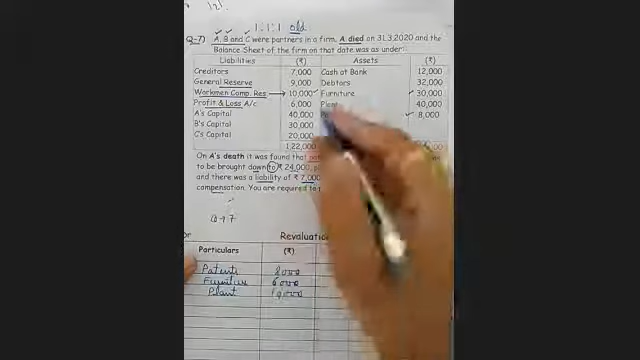 1:1:1 old
Q-7) A, B and C were partners in a firm. A died on 31.3.2020 and the
Balance Sheet of the firm on that date was as under:
Liabilities (₹) Assets (₹)
Creditors 7,000 Cash at Bank 12,000
General Reserve 9,000 Debtors 32,000
Workmen Comp. Res 10,000 Furniture 30,000
Profit & Loss A/c 6,000 Plant 40,000
A's Capital 40,000 8,000
B's Capital 30,000
C's Capital 20,000
1,22,000
On A's death it was found that
to be brought down to ₹ 24,000,
and there was a liability of ₹ 7,000
compensation. You are required to
10→7
Revaluation
Particulars (₹)
Patents 8000
Furniture 6000
Plant